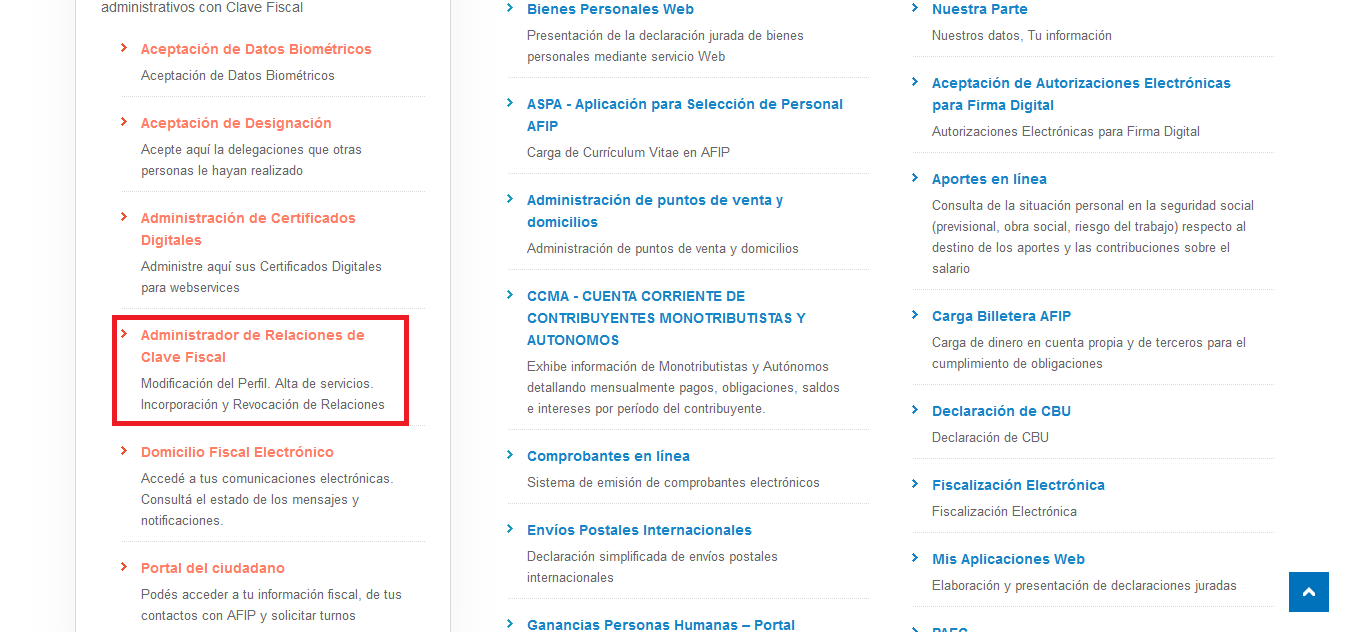 administrativos con Clave Fiscal
Aceptación de Datos Biométricos
Aceptación de Datos Biométricos
Aceptación de Designación
Acepte aquí la delegaciones que otras
personas le hayan realizado
Administración de Certificados
Digitales
Administre aquí sus Certificados Digitales
para webservices
Administrador de Relaciones de
Clave Fiscal
Modificación del Perfil. Alta de servicios.
Incorporación y Revocación de Relaciones
Domicilio Fiscal Electrónico
Accedé a tus comunicaciones electrónicas.
Consultá el estado de los mensajes y
notificaciones.
Portal del ciudadano
Podés acceder a tu información fiscal, de tus
contactos con AFIP y solicitar turnos
Bienes Personales Web
Presentación de la declaración jurada de bienes
personales mediante servicio Web
ASPA - Aplicación para Selección de Personal
AFIP
Carga de Currículum Vitae en AFIP
Administración de puntos de venta y
domicilios
Administración de puntos de venta y domicilios
CCMA - CUENTA CORRIENTE DE
CONTRIBUYENTES MONOTRIBUTISTAS Y
AUTONOMOS
Exhibe información de Monotributistas y Autónomos
detallando mensualmente pagos, obligaciones, saldos
e intereses por período del contribuyente.
Comprobantes en línea
Sistema de emisión de comprobantes electrónicos
Envíos Postales Internacionales
Declaración simplificada de envíos postales
internacionales
Ganancias Personas Humanas – Portal
Nuestra Parte
Nuestros datos, Tu información
Aceptación de Autorizaciones Electrónicas
para Firma Digital
Autorizaciones Electrónicas para Firma Digital
Aportes en línea
Consulta de la situación personal en la seguridad social
(previsional, obra social, riesgo del trabajo) respecto al
destino de los aportes y las contribuciones sobre el
salario
Carga Billetera AFIP
Carga de dinero en cuenta propia y de terceros para el
cumplimiento de obligaciones
Declaración de CBU
Declaración de CBU
Fiscalización Electrónica
Fiscalización Electrónica
Mis Aplicaciones Web
Elaboración y presentación de declaraciones juradas